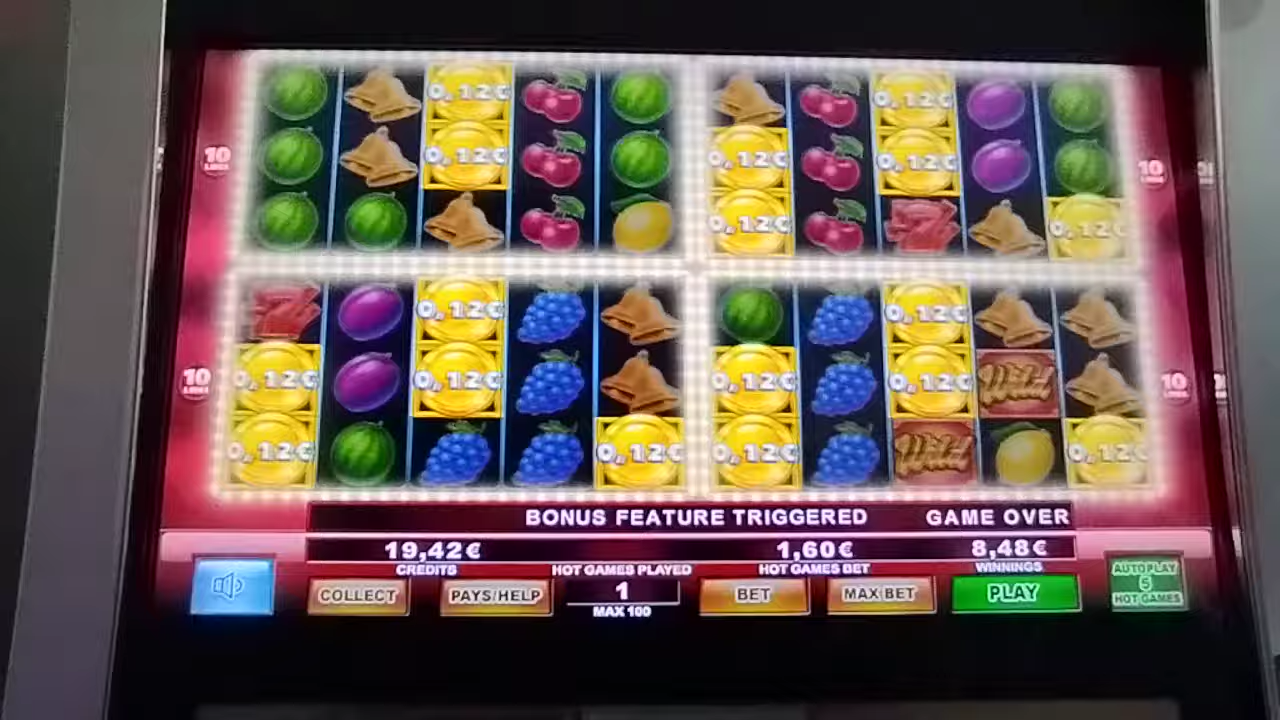 0,12€ 0,12€
10 0,12€ 0,12€ 0,12€ 10
0,12€ 0,12€
0,12€ 0,12€
10 0,12€ 0,12€ 0,12€ 0,12€ Wild 10
0,12€ 0,12€ 0,12€ Wild 0,12€
BONUS FEATURE TRIGGERED GAME OVER
19,42€ 1,60€ 8,48€
CREDITS HOT GAMES PLAYED HOT GAMES BET WINNINGS
COLLECT PAYS/HELP 1 BET MAX BET PLAY AUTOPLAY
MAX 100 5
HOT GAMES